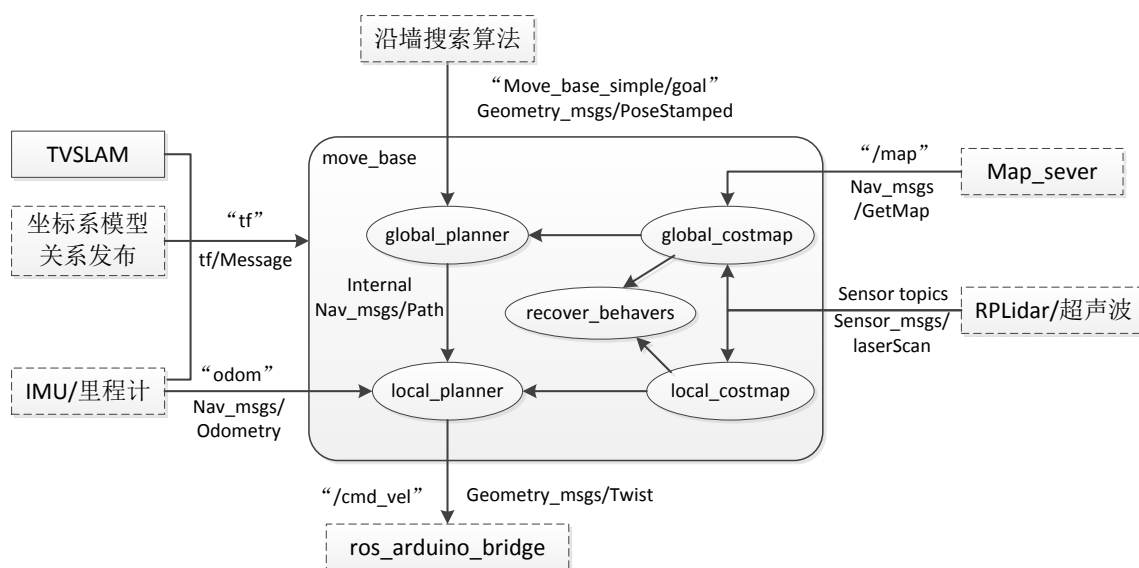 沿墙搜索算法
“Move_base_simple/goal”
Geometry_msgs/PoseStamped
TVSLAM
move_base
“/map”
Map_sever
Nav_msgs
/GetMap
坐标系模型
关系发布
“tf”
tf/Message
global_planner
global_costmap
Internal
Nav_msgs/Path
recover_behavers
Sensor topics
Sensor_msgs/
laserScan
RPLidar/超声波
IMU/里程计
“odom”
Nav_msgs/
Odometry
local_planner
local_costmap
“/cmd_vel”
Geometry_msgs/Twist
ros_arduino_bridge